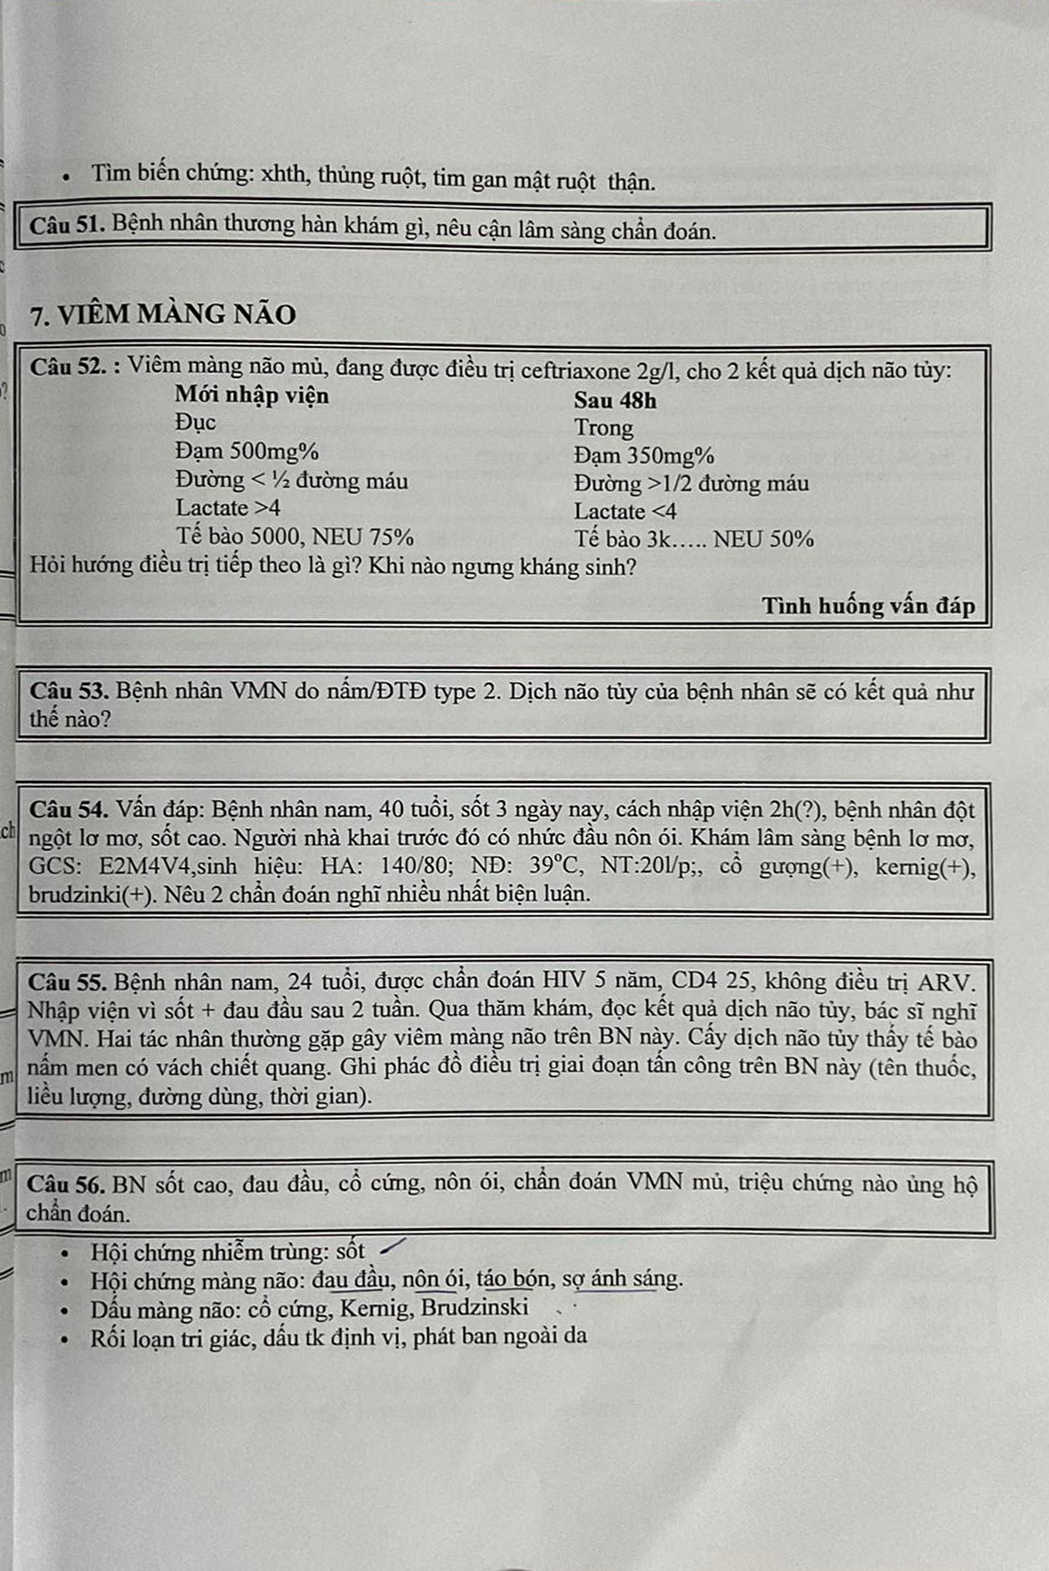 • Tìm biến chứng: xhth, thủng ruột, tim gan mật ruột thận.
Câu 51. Bệnh nhân thương hàn khám gì, nêu cận lâm sàng chẩn đoán.
7. VIÊM MÀNG NÃO
Câu 52. : Viêm màng não mủ, đang được điều trị ceftriaxone 2g/l, cho 2 kết quả dịch não tủy:
Mới nhập viện Sau 48h
Đục Trong
Đạm 500mg% Đạm 350mg%
Đường < ½ đường máu Đường >1/2 đường máu
Lactate >4 Lactate <4
Tế bào 5000, NEU 75% Tế bào 3k….. NEU 50%
Hỏi hướng điều trị tiếp theo là gì? Khi nào ngưng kháng sinh?
Tình huống vấn đáp
Câu 53. Bệnh nhân VMN do nấm/ĐTĐ type 2. Dịch não tủy của bệnh nhân sẽ có kết quả như
thế nào?
Câu 54. Vấn đáp: Bệnh nhân nam, 40 tuổi, sốt 3 ngày nay, cách nhập viện 2h(?), bệnh nhân đột
ngột lơ mơ, sốt cao. Người nhà khai trước đó có nhức đầu nôn ói. Khám lâm sàng bệnh lơ mơ,
GCS: E2M4V4,sinh hiệu: HA: 140/80; NĐ: 39ºC, NT:20l/p;, cổ gượng(+), kernig(+),
brudzinki(+). Nêu 2 chẩn đoán nghĩ nhiều nhất biện luận.
Câu 55. Bệnh nhân nam, 24 tuổi, được chẩn đoán HIV 5 năm, CD4 25, không điều trị ARV.
Nhập viện vì sốt + đau đầu sau 2 tuần. Qua thăm khám, đọc kết quả dịch não tủy, bác sĩ nghĩ
VMN. Hai tác nhân thường gặp gây viêm màng não trên BN này. Cấy dịch não tủy thấy tế bào
nấm men có vách chiết quang. Ghi phác đồ điều trị giai đoạn tấn công trên BN này (tên thuốc,
liều lượng, đường dùng, thời gian).
Câu 56. BN sốt cao, đau đầu, cổ cứng, nôn ói, chẩn đoán VMN mủ, triệu chứng nào ủng hộ
chẩn đoán.
• Hội chứng nhiễm trùng: sốt
• Hội chứng màng não: đau đầu, nôn ói, táo bón, sợ ánh sáng.
• Dấu màng não: cổ cứng, Kernig, Brudzinski
• Rối loạn tri giác, dấu tk định vị, phát ban ngoài da